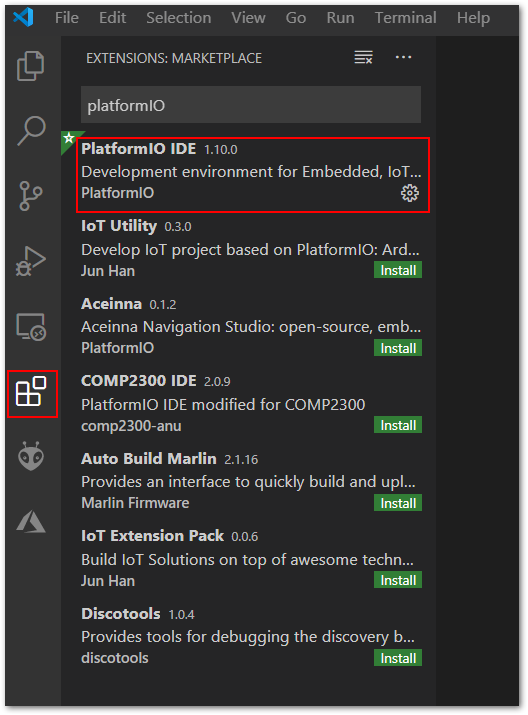 File Edit Selection View Go Run Terminal Help
EXTENSIONS: MARKETPLACE
platformIO
PlatformIO IDE 1.10.0
Development environment for Embedded, IoT...
PlatformIO
IoT Utility 0.3.0
Develop IoT project based on PlatformIO: Ard...
Jun Han Install
Aceinna 0.1.2
Aceinna Navigation Studio: open-source, emb...
PlatformIO Install
COMP2300 IDE 2.0.9
PlatformIO IDE modified for COMP2300
comp2300-anu Install
Auto Build Marlin 2.1.16
Provides an interface to quickly build and upl...
Marlin Firmware Install
IoT Extension Pack 0.0.6
Build IoT Solutions on top of awesome techn...
Jun Han Install
Discotools 1.0.4
Provides tools for debugging the discovery b...
discotools Install